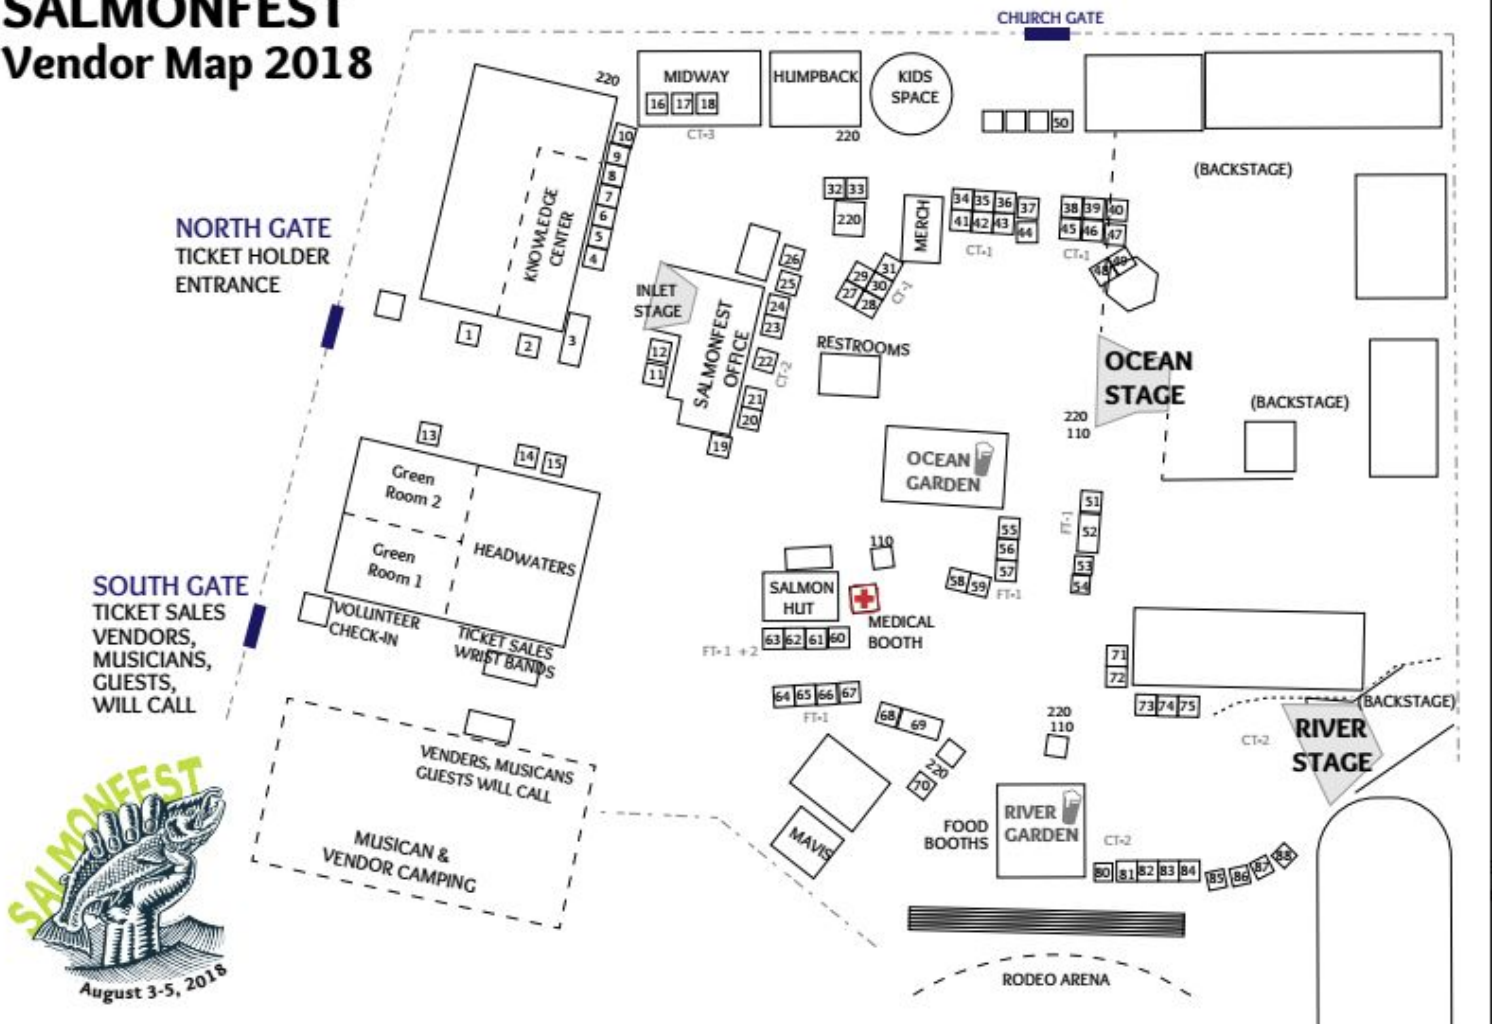 SALMONFEST
Vendor Map 2018
CHURCH GATE
220
MIDWAY
16 17 18
CT-3
HUMPBACK
220
KIDS
SPACE
50
(BACKSTAGE)
10
9
8
7
6
5
4
KNOWLEDGE
CENTER
NORTH GATE
TICKET HOLDER
ENTRANCE
1
2
3
INLET
STAGE
12
11
SALMONFEST
OFFICE
26
25
24
23
22
CT-2
21
20
19
32 33
220
MERCH
34 35 36 37
41 42 43 44
CT-1
38 39 40
45 46 47
CT-1
48 49
31
29 30
27 28
CT-1
RESTROOMS
OCEAN
STAGE
220
110
(BACKSTAGE)
13
14 15
Green
Room 2
Green
Room 1
HEADWATERS
OCEAN
GARDEN
51
52
53
54
FT-1
55
56
57
58 59
FT-1
110
SALMON
HUT
MEDICAL
BOOTH
63 62 61 60
FT-1 +2
SOUTH GATE
TICKET SALES
VENDORS,
MUSICIANS,
GUESTS,
WILL CALL
VOLUNTEER
CHECK-IN
TICKET SALES
WRIST BANDS
64 65 66 67
FT-1
68 69
220
70
71
72
73 74 75
(BACKSTAGE)
CT-2
RIVER
STAGE
220
110
VENDERS, MUSICANS
GUESTS WILL CALL
MUSICAN &
VENDOR CAMPING
MAVIS
FOOD
BOOTHS
RIVER
GARDEN
CT-2
80 81 82 83 84 85 86 87 88
RODEO ARENA
SALMONFEST
August 3-5, 2018